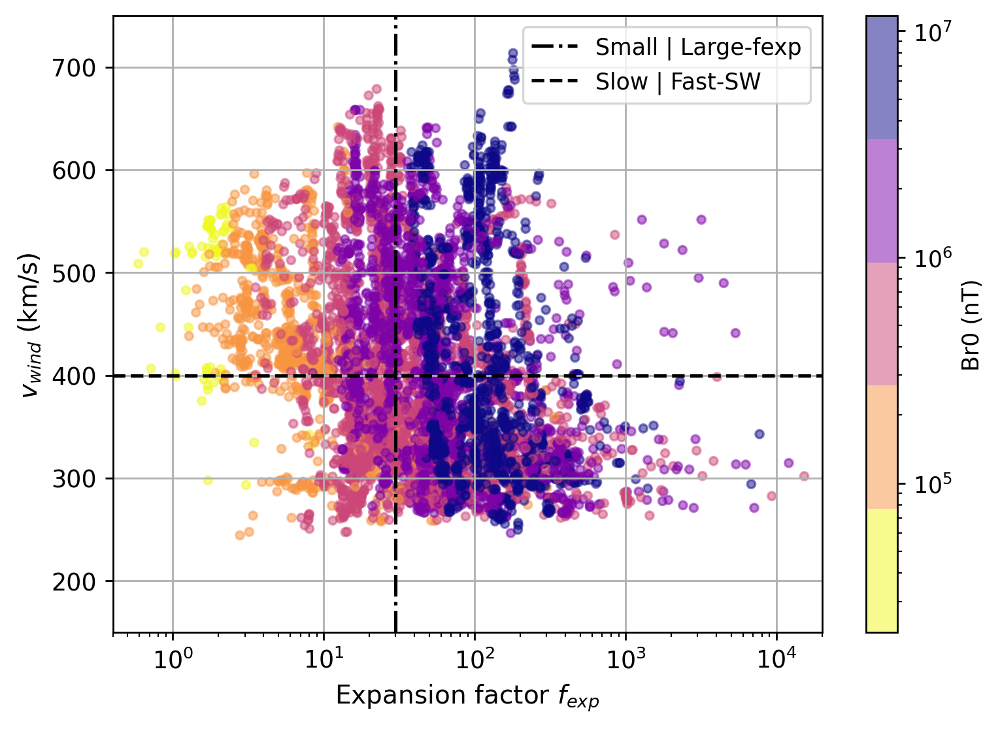 Small | Large-fexp
Slow | Fast-SW
700
600
500
400
300
200
v_wind (km/s)
10^0
10^1
10^2
10^3
10^4
Expansion factor f_exp
10^7
10^6
10^5
Br0 (nT)